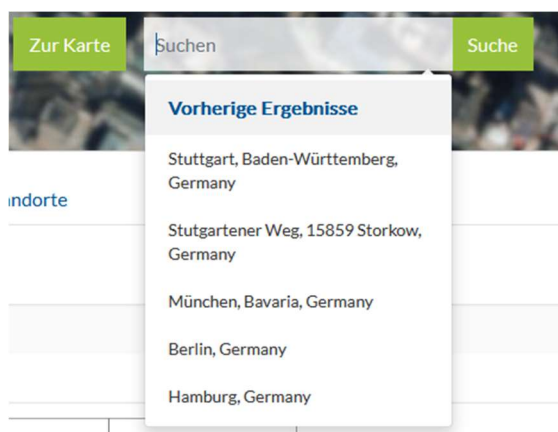 Zur Karte
Suchen
Suche
Vorherige Ergebnisse
Stuttgart, Baden-Württemberg,
Germany
Stutgartener Weg, 15859 Storkow,
Germany
ndorte
München, Bavaria, Germany
Berlin, Germany
Hamburg, Germany